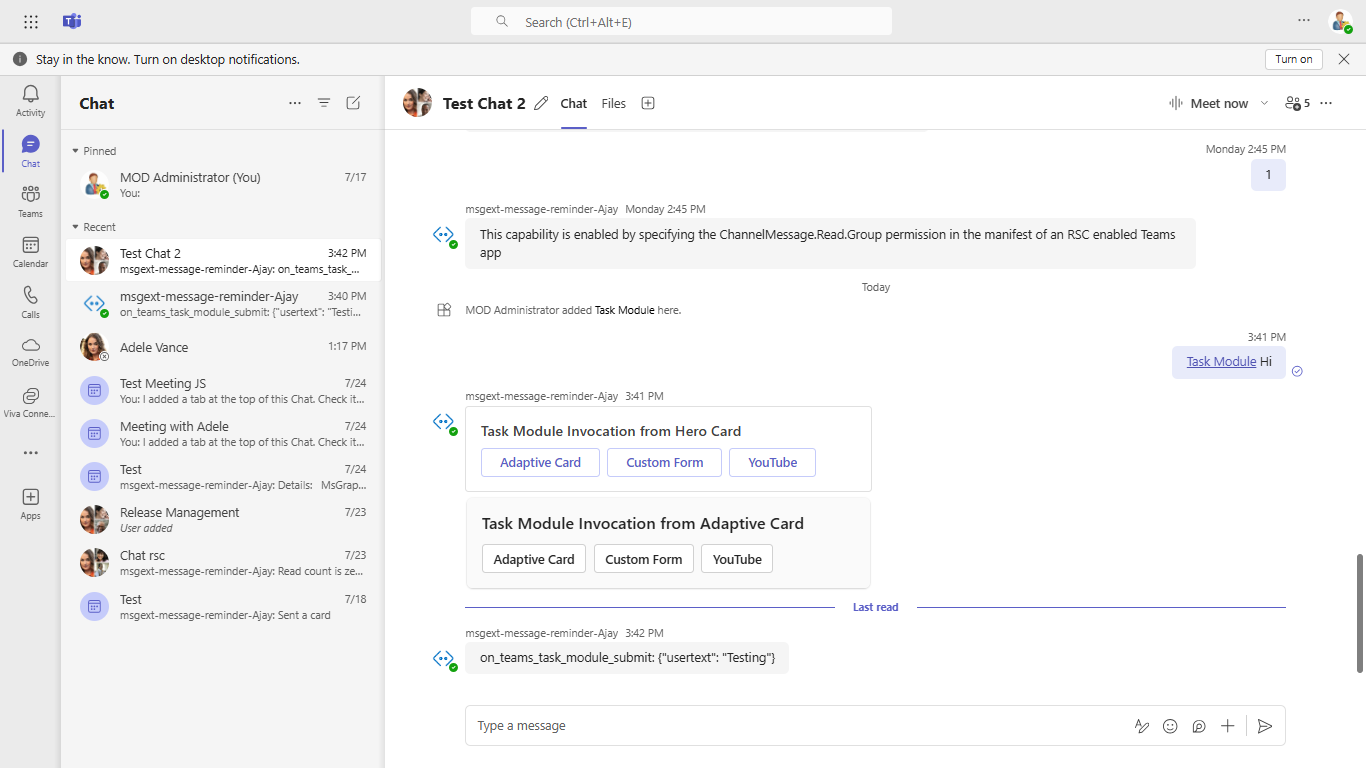 Search (Ctrl+Alt+E)
Stay in the know. Turn on desktop notifications.
Turn on
Activity
Chat
Teams
Calendar
Calls
OneDrive
Viva Conne...
Apps
Chat
Pinned
MOD Administrator (You)
7/17
You:
Recent
Test Chat 2
3:42 PM
msgext-message-reminder-Ajay: on_teams_task_...
msgext-message-reminder-Ajay
3:40 PM
on_teams_task_module_submit: {"usertext": "Testi...
Adele Vance
1:17 PM
Test Meeting JS
7/24
You: I added a tab at the top of this Chat. Check it...
Meeting with Adele
7/24
You: I added a tab at the top of this Chat. Check it...
Test
7/24
msgext-message-reminder-Ajay: Details: MsGrap...
Release Management
7/23
User added
Chat rsc
7/23
msgext-message-reminder-Ajay: Read count is ze...
Test
7/18
msgext-message-reminder-Ajay: Sent a card
Test Chat 2
Chat
Files
Meet now
5
Monday 2:45 PM
1
msgext-message-reminder-Ajay Monday 2:45 PM
This capability is enabled by specifying the ChannelMessage.Read.Group permission in the manifest of an RSC enabled Teams
app
Today
MOD Administrator added Task Module here.
3:41 PM
Task Module Hi
msgext-message-reminder-Ajay 3:41 PM
Task Module Invocation from Hero Card
Adaptive Card
Custom Form
YouTube
Task Module Invocation from Adaptive Card
Adaptive Card
Custom Form
YouTube
Last read
msgext-message-reminder-Ajay 3:42 PM
on_teams_task_module_submit: {"usertext": "Testing"}
Type a message